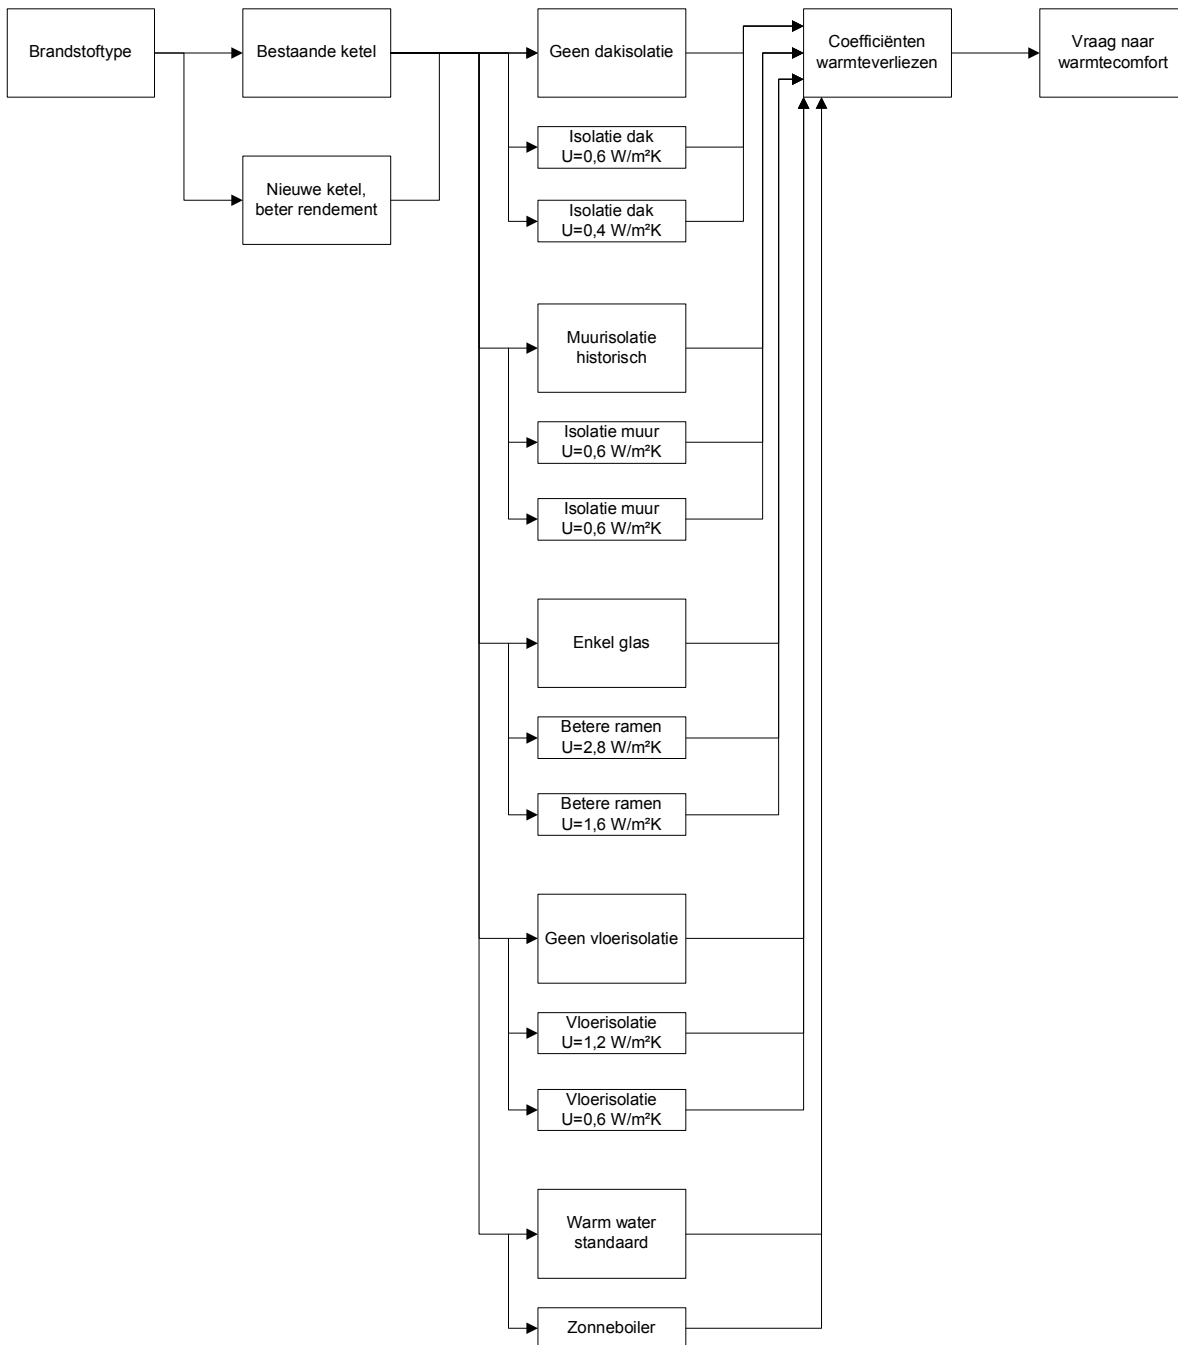 Brandstoftype
Bestaande ketel
Geen dakisolatie
Coefficiënten
warmteverliezen
Vraag naar
warmtecomfort
Isolatie dak
U=0,6 W/m²K
Nieuwe ketel,
beter rendement
Isolatie dak
U=0,4 W/m²K
Muurisolatie
historisch
Isolatie muur
U=0,6 W/m²K
Isolatie muur
U=0,6 W/m²K
Enkel glas
Betere ramen
U=2,8 W/m²K
Betere ramen
U=1,6 W/m²K
Geen vloerisolatie
Vloerisolatie
U=1,2 W/m²K
Vloerisolatie
U=0,6 W/m²K
Warm water
standaard
Zonneboiler